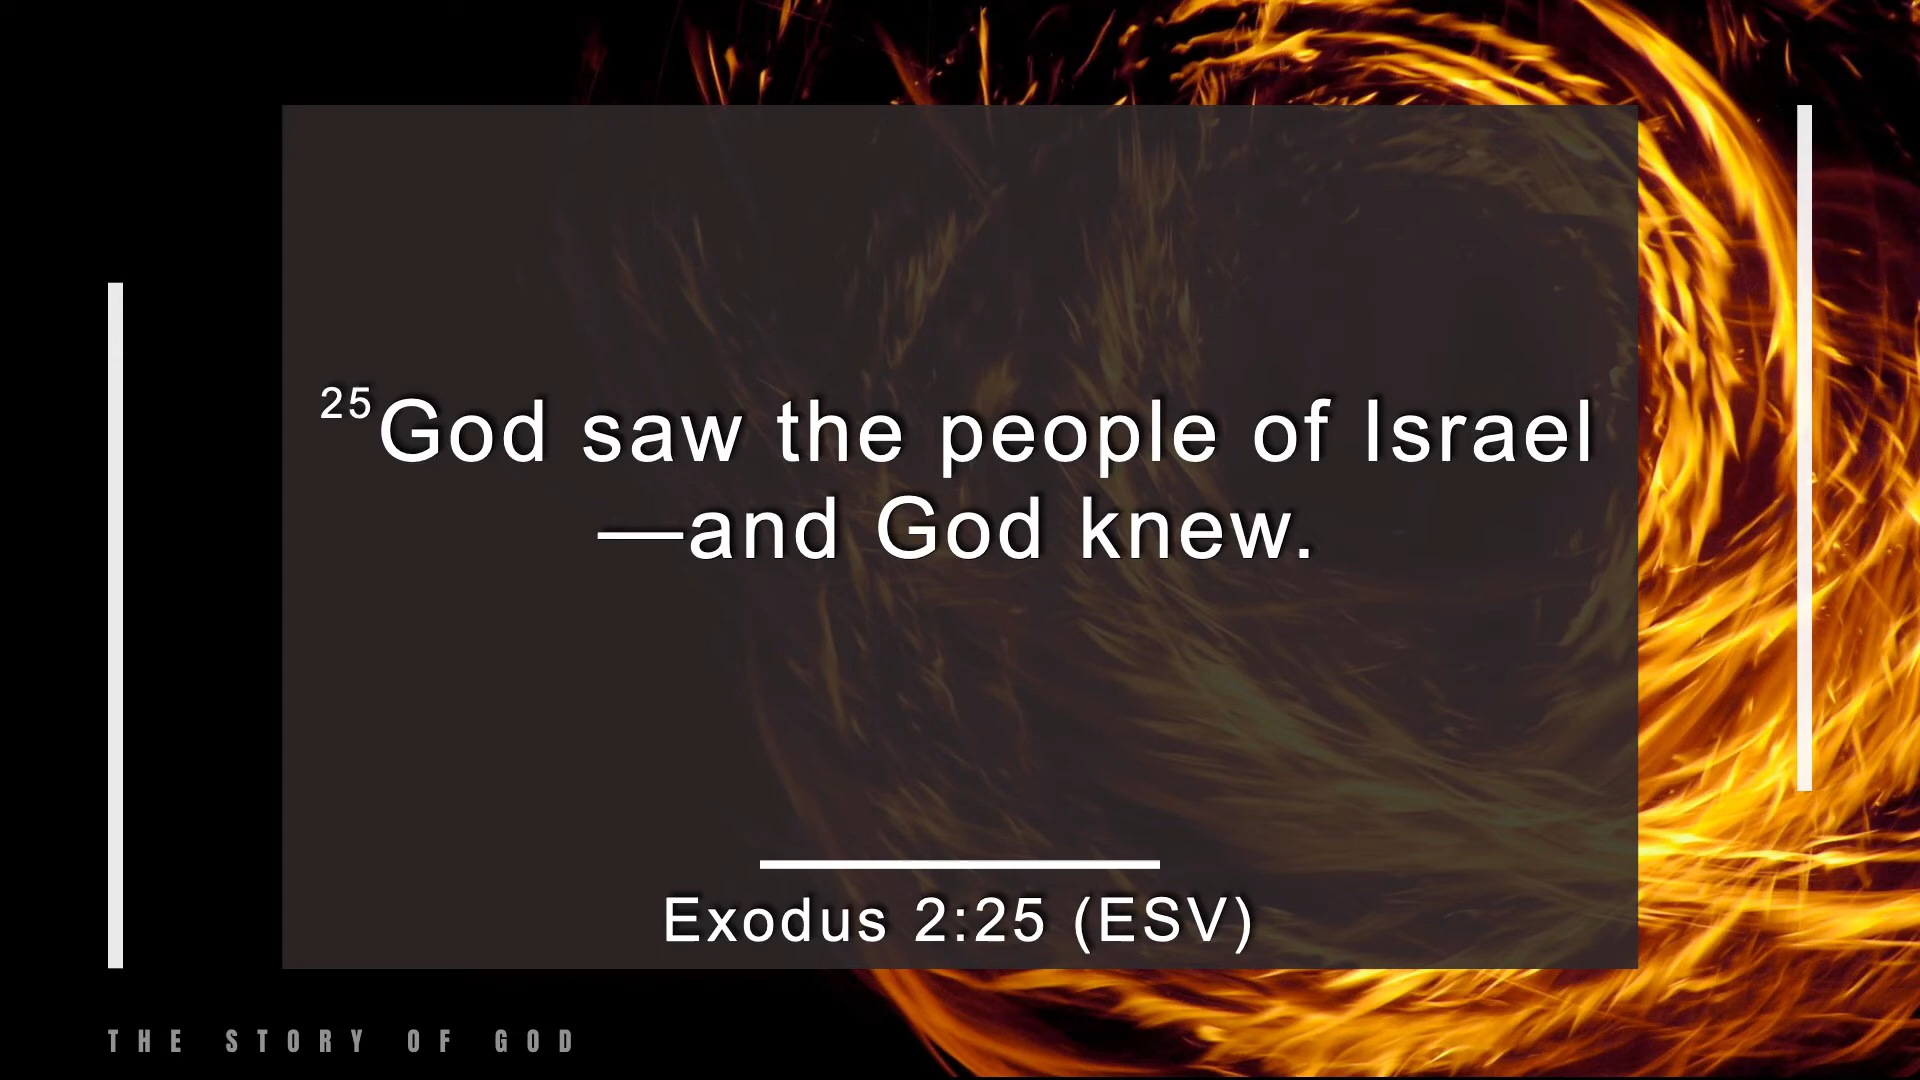 25God saw the people of Israel
—and God knew.
Exodus 2:25 (ESV)
THE STORY OF GOD